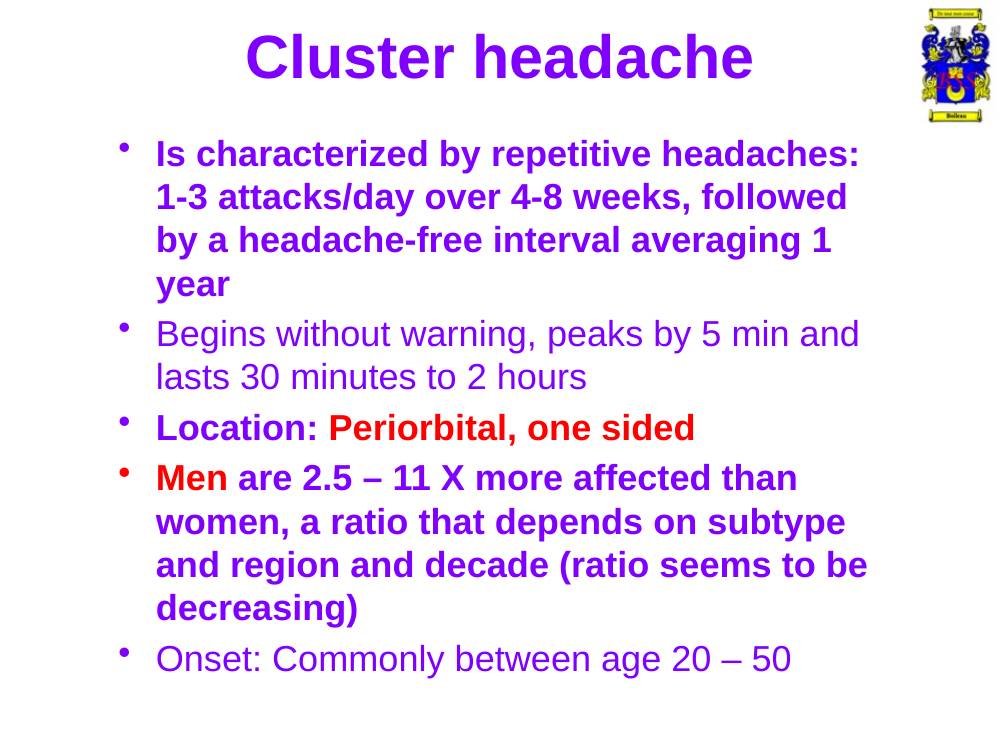 Cluster headache
• Is characterized by repetitive headaches:
1-3 attacks/day over 4-8 weeks, followed
by a headache-free interval averaging 1
year
• Begins without warning, peaks by 5 min and
lasts 30 minutes to 2 hours
• Location: Periorbital, one sided
• Men are 2.5 – 11 X more affected than
women, a ratio that depends on subtype
and region and decade (ratio seems to be
decreasing)
• Onset: Commonly between age 20 – 50